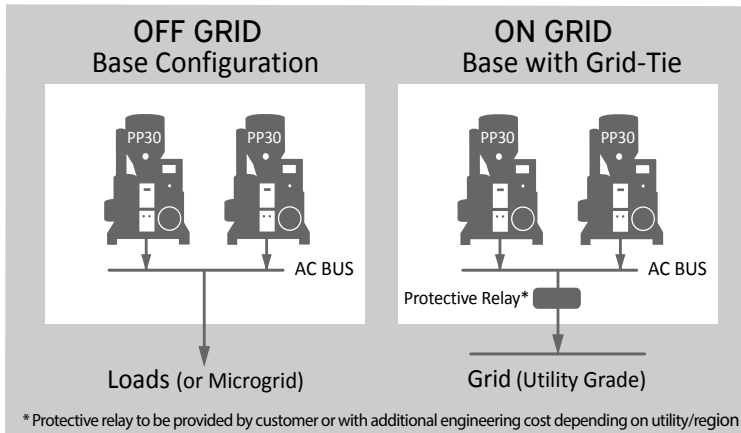 OFF GRID
Base Configuration
PP30
PP30
AC BUS
Loads (or Microgrid)
ON GRID
Base with Grid-Tie
PP30
PP30
AC BUS
Protective Relay*
Grid (Utility Grade)
* Protective relay to be provided by customer or with additional engineering cost depending on utility/region